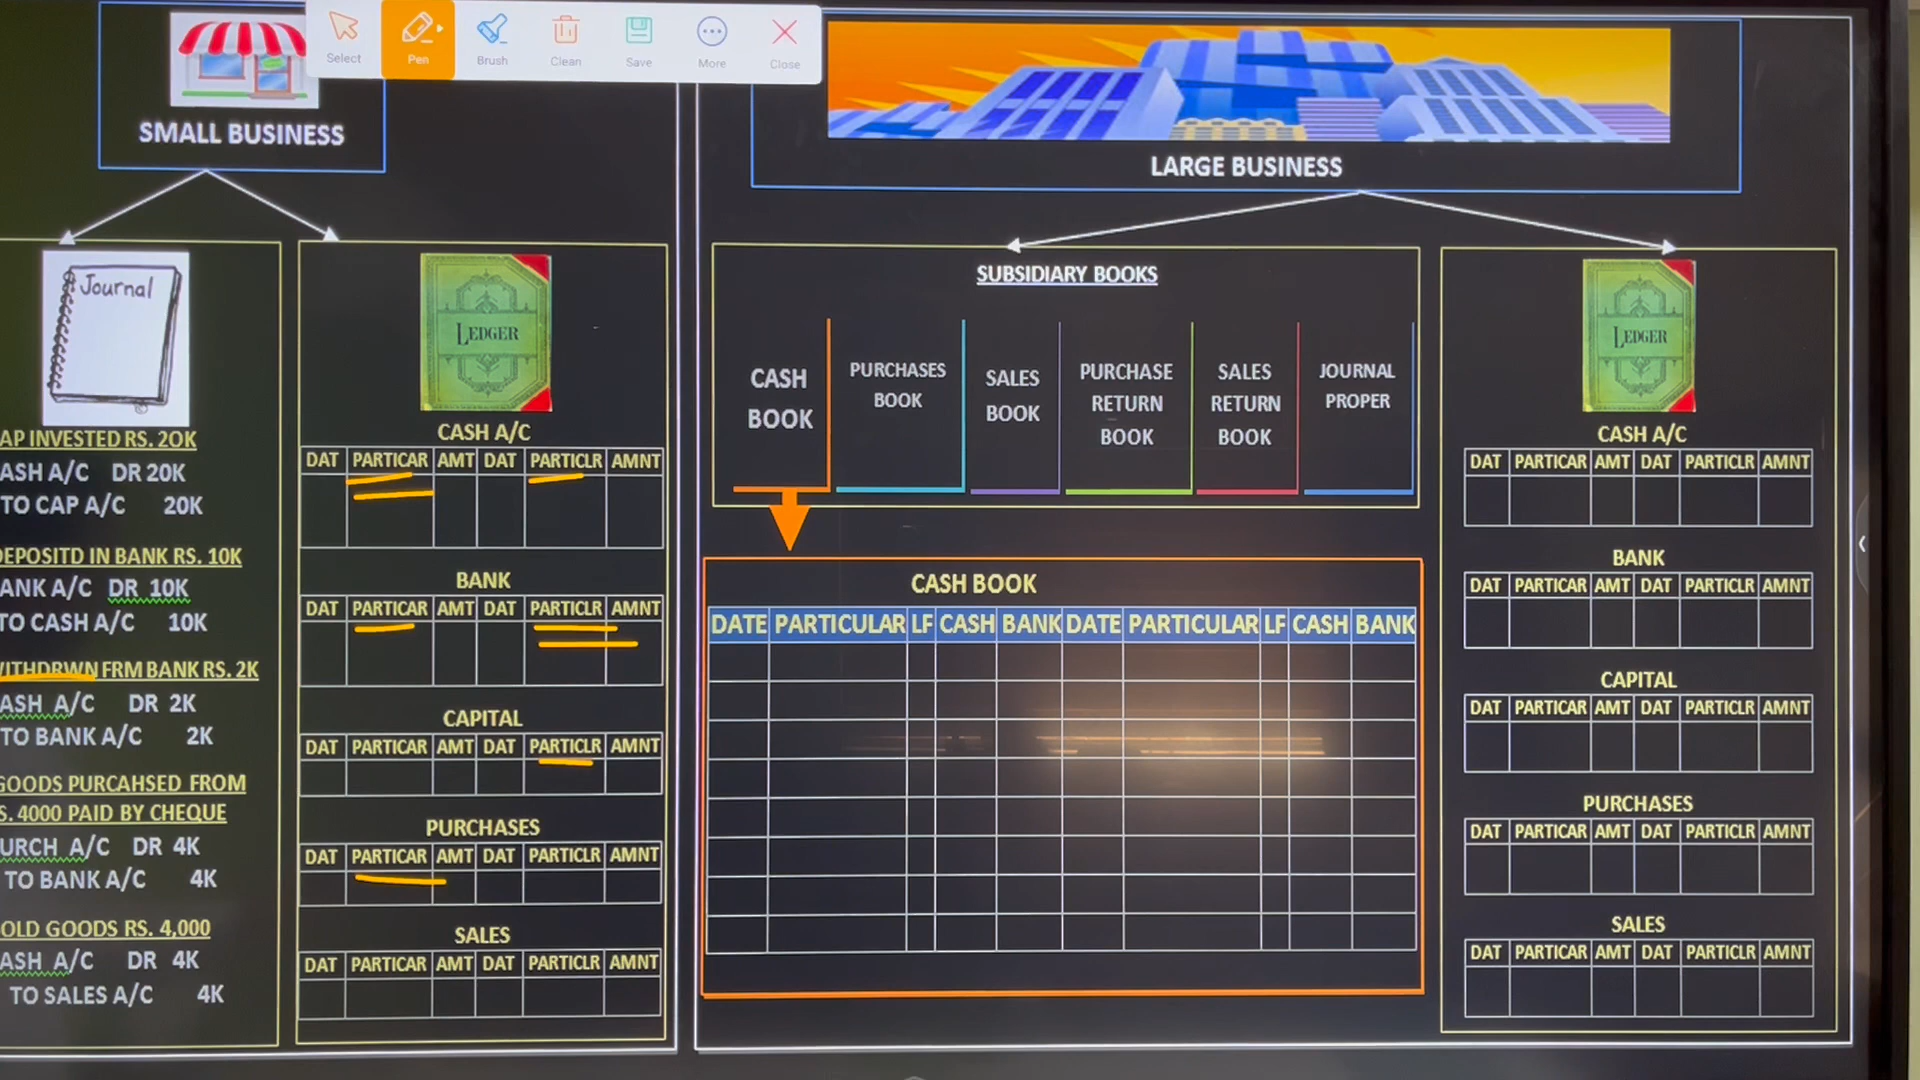 Select
Pen
Brush
Clean
Save
More
Close
SMALL BUSINESS
Journal
AP INVESTED RS. 2OK
ASH A/C DR 20K
TO CAP A/C 20K
DEPOSITD IN BANK RS. 10K
ANK A/C DR 10K
TO CASH A/C 10K
WITHDRWN FRM BANK RS. 2K
ASH A/C DR 2K
TO BANK A/C 2K
GOODS PURCAHSED FROM
S. 4000 PAID BY CHEQUE
URCH A/C DR 4K
TO BANK A/C 4K
OLD GOODS RS. 4,000
ASH A/C DR 4K
TO SALES A/C 4K
LEDGER
CASH A/C
DAT PARTICAR AMT DAT PARTICLR AMNT
BANK
DAT PARTICAR AMT DAT PARTICLR AMNT
CAPITAL
DAT PARTICAR AMT DAT PARTICLR AMNT
PURCHASES
DAT PARTICAR AMT DAT PARTICLR AMNT
SALES
DAT PARTICAR AMT DAT PARTICLR AMNT
LARGE BUSINESS
SUBSIDIARY BOOKS
CASH
BOOK
PURCHASES
BOOK
SALES
BOOK
PURCHASE
RETURN
BOOK
SALES
RETURN
BOOK
JOURNAL
PROPER
CASH BOOK
DATE PARTICULAR LF CASH BANK DATE PARTICULAR LF CASH BANK
LEDGER
CASH A/C
DAT PARTICAR AMT DAT PARTICLR AMNT
BANK
DAT PARTICAR AMT DAT PARTICLR AMNT
CAPITAL
DAT PARTICAR AMT DAT PARTICLR AMNT
PURCHASES
DAT PARTICAR AMT DAT PARTICLR AMNT
SALES
DAT PARTICAR AMT DAT PARTICLR AMNT